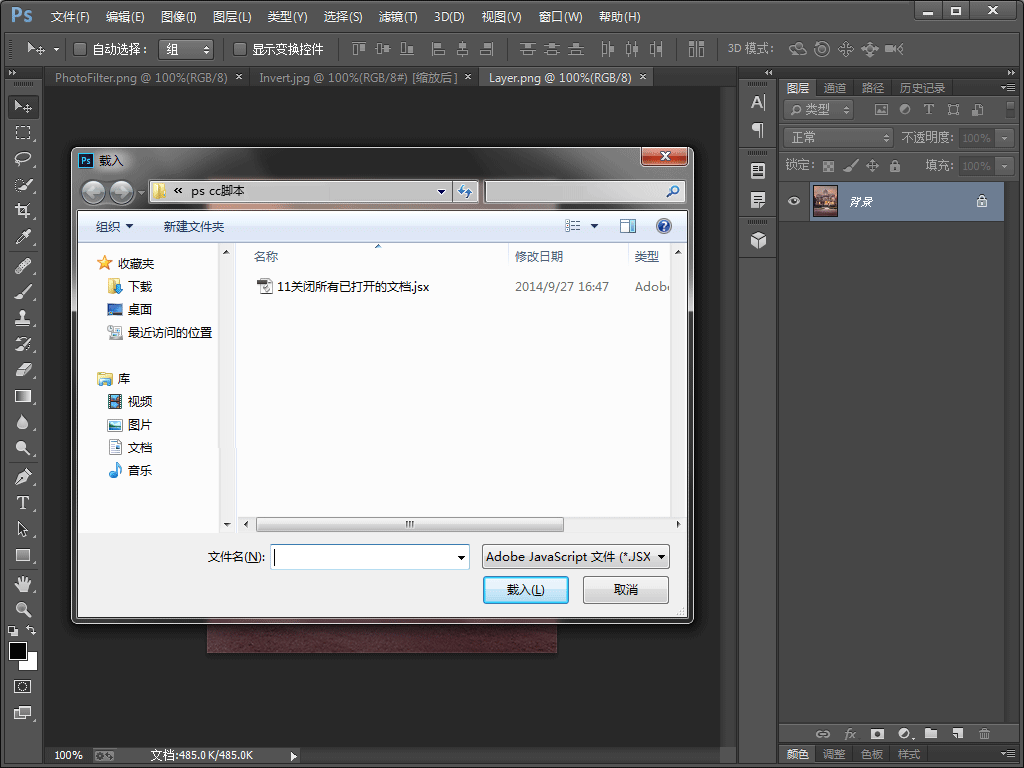 Ps 文件(F) 编辑(E) 图像(I) 图层(L) 类型(Y) 选择(S) 滤镜(T) 3D(D) 视图(V) 窗口(W) 帮助(H)
自动选择： 组 显示变换控件 3D 模式：
PhotoFilter.png @ 100%(RGB/8) × Invert.jpg @ 100%(RGB/8#) [缩放后] × Layer.png @ 100%(RGB/8) ×
图层 通道 路径 历史记录
类型
正常 不透明度: 100%
锁定: 填充: 100%
背景
Ps 载入
« ps cc脚本
组织 新建文件夹
名称 修改日期 类型
收藏夹
下载
桌面
最近访问的位置
库
视频
图片
文档
音乐
11关闭所有已打开的文档.jsx 2014/9/27 16:47 Adob
文件名(N): Adobe JavaScript 文件 (*.JSX
载入(L) 取消
100% 文档:485.0K/485.0K
颜色 调整 色板 样式